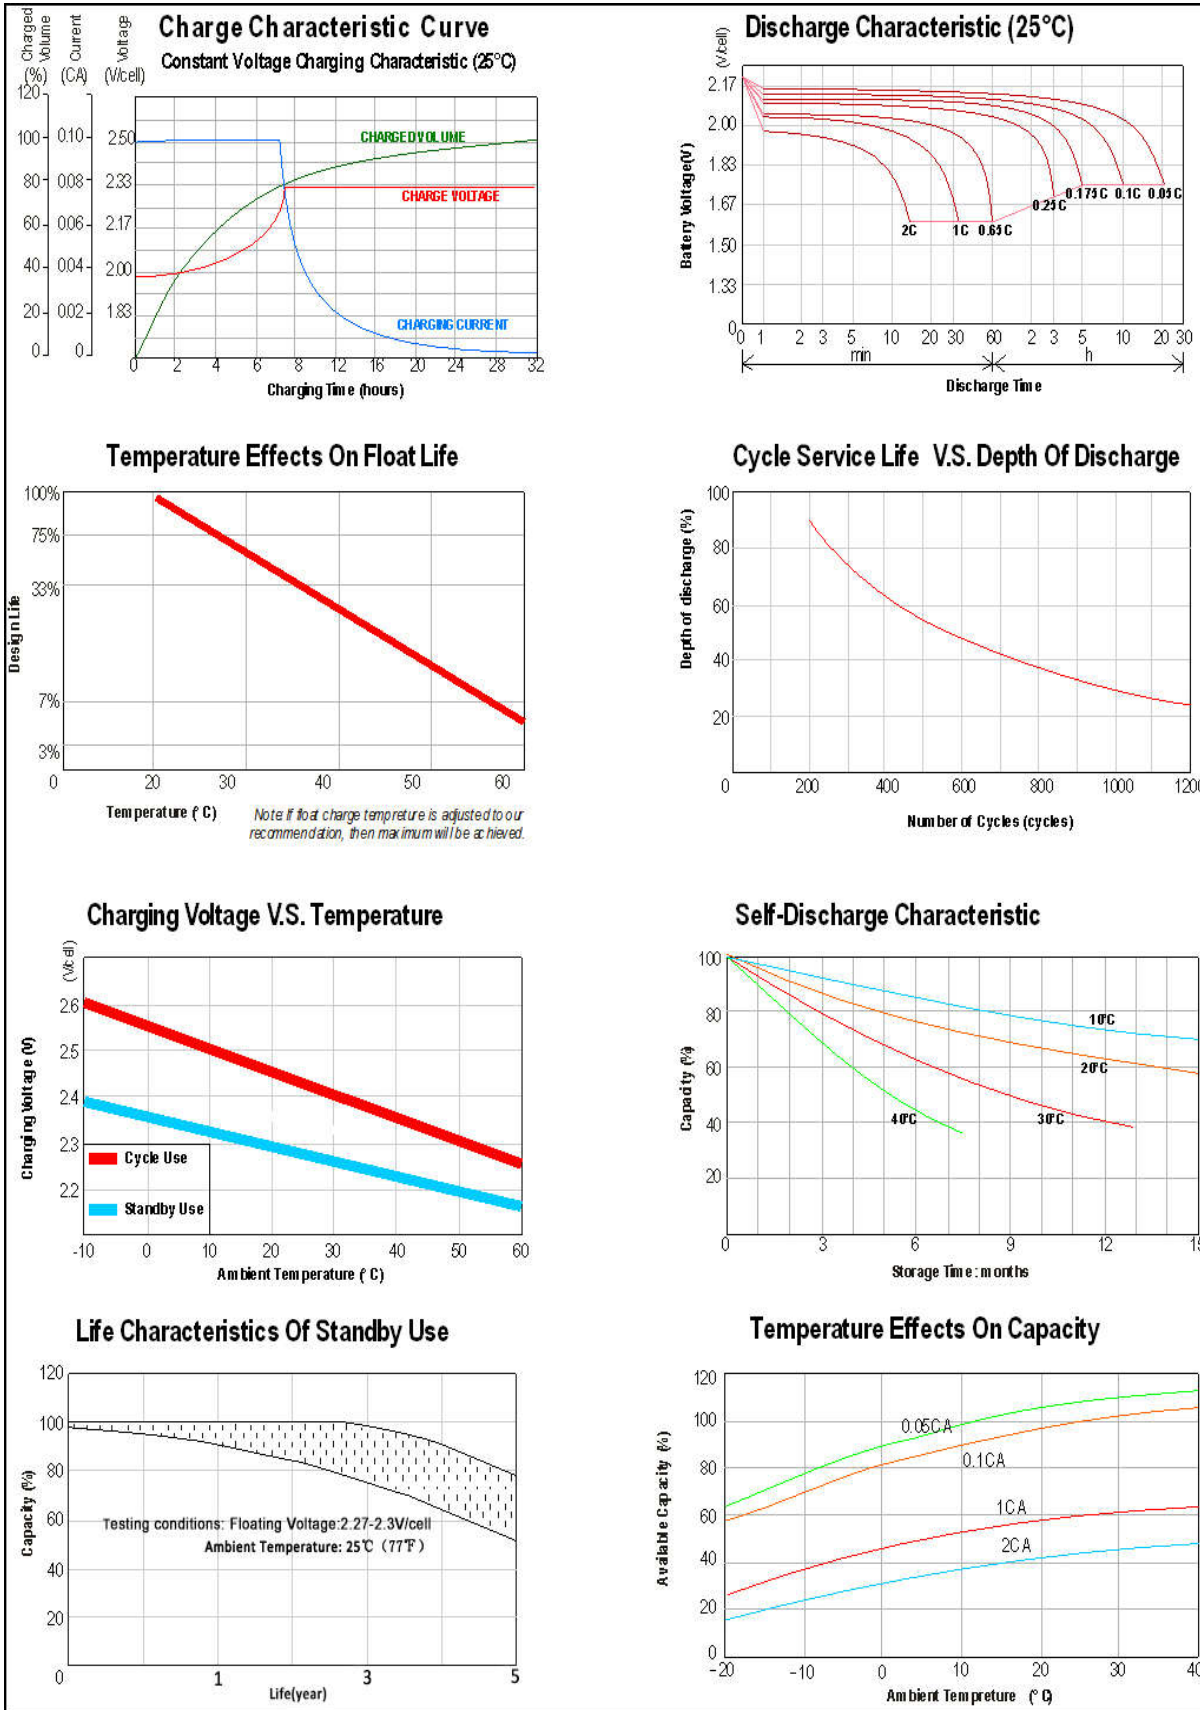 Charge Characteristic Curve
Constant Voltage Charging Characteristic (25°C)
Charged Volume (%)
Current (CA)
Voltage (V/cell)
120
100
80
60
40
20
0
0.10
0.08
0.06
0.04
0.02
0
2.50
2.33
2.17
2.00
1.83
CHARGED VOLUME
CHARGE VOLTAGE
CHARGING CURRENT
0 2 4 6 8 12 16 20 24 28 32
Charging Time (hours)
Discharge Characteristic (25°C)
(V/cell)
Battery Voltage(V)
2.17
2.00
1.83
1.67
1.50
1.33
0
2C 1C 0.65C 0.25C 0.175C 0.1C 0.05C
0 1 2 3 5 10 20 30 60 2 3 5 10 20 30
min h
Discharge Time
Temperature Effects On Float Life
Design Life
100%
75%
33%
7%
3%
0 20 30 40 50 60
Temperature (°C)
Note: If float charge tempreture is adjusted to our
recommendation, then maximum will be achieved.
Cycle Service Life V.S. Depth Of Discharge
Depth of discharge (%)
100
80
60
40
20
0 200 400 600 800 1000 1200
Number of Cycles (cycles)
Charging Voltage V.S. Temperature
(V/cell)
Charging Voltage (V)
2.6
2.5
2.4
2.3
2.2
Cycle Use
Standby Use
-10 0 10 20 30 40 50 60
Ambient Temperature (°C)
Self-Discharge Characteristic
Capacity (%)
100
80
60
40
20
10°C
20°C
30°C
40°C
0 3 6 9 12 15
Storage Time: months
Life Characteristics Of Standby Use
Capacity (%)
120
100
80
60
40
20
0 1 3 5
Testing conditions: Floating Voltage:2.27-2.3V/cell
Ambient Temperature: 25℃ (77℉)
Life(year)
Temperature Effects On Capacity
Available Capacity (%)
120
100
80
60
40
20
0
0.05CA
0.1CA
1CA
2CA
-20 -10 0 10 20 30 40
Ambient Tempreture (°C)